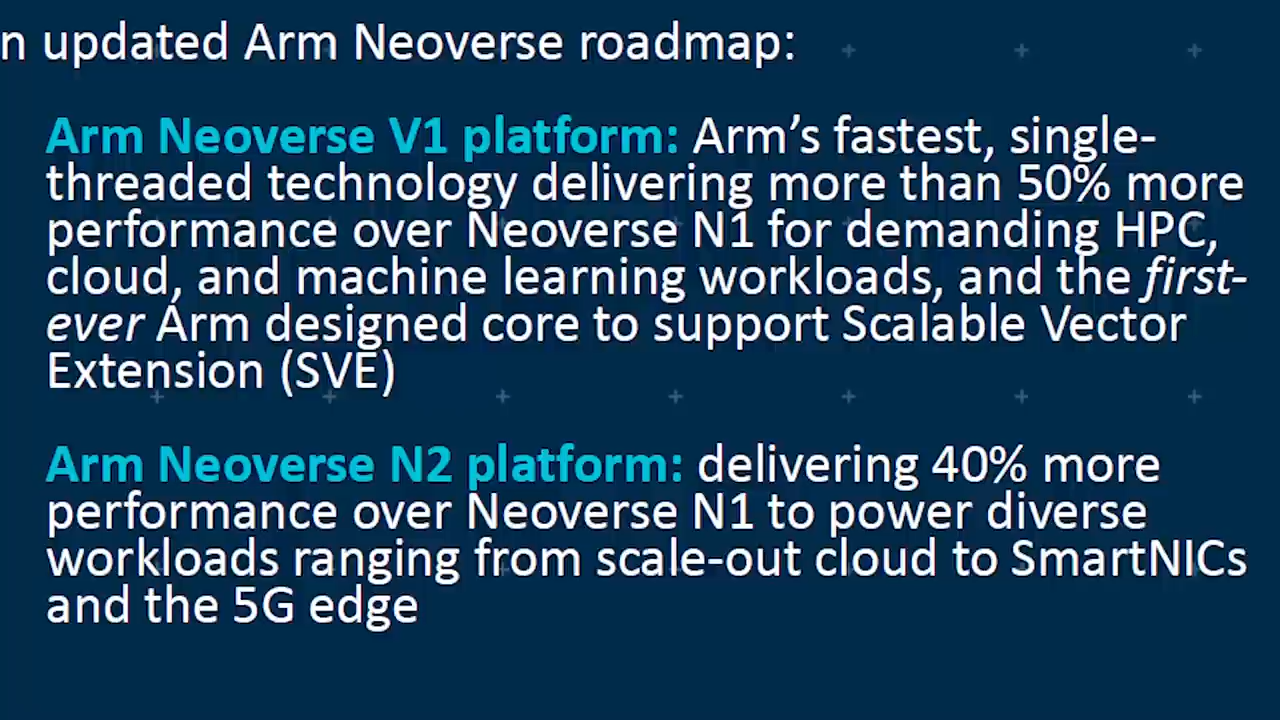 n updated Arm Neoverse roadmap:
Arm Neoverse V1 platform: Arm’s fastest, single-
threaded technology delivering more than 50% more
performance over Neoverse N1 for demanding HPC,
cloud, and machine learning workloads, and the first-
ever Arm designed core to support Scalable Vector
Extension (SVE)
Arm Neoverse N2 platform: delivering 40% more
performance over Neoverse N1 to power diverse
workloads ranging from scale-out cloud to SmartNICs
and the 5G edge